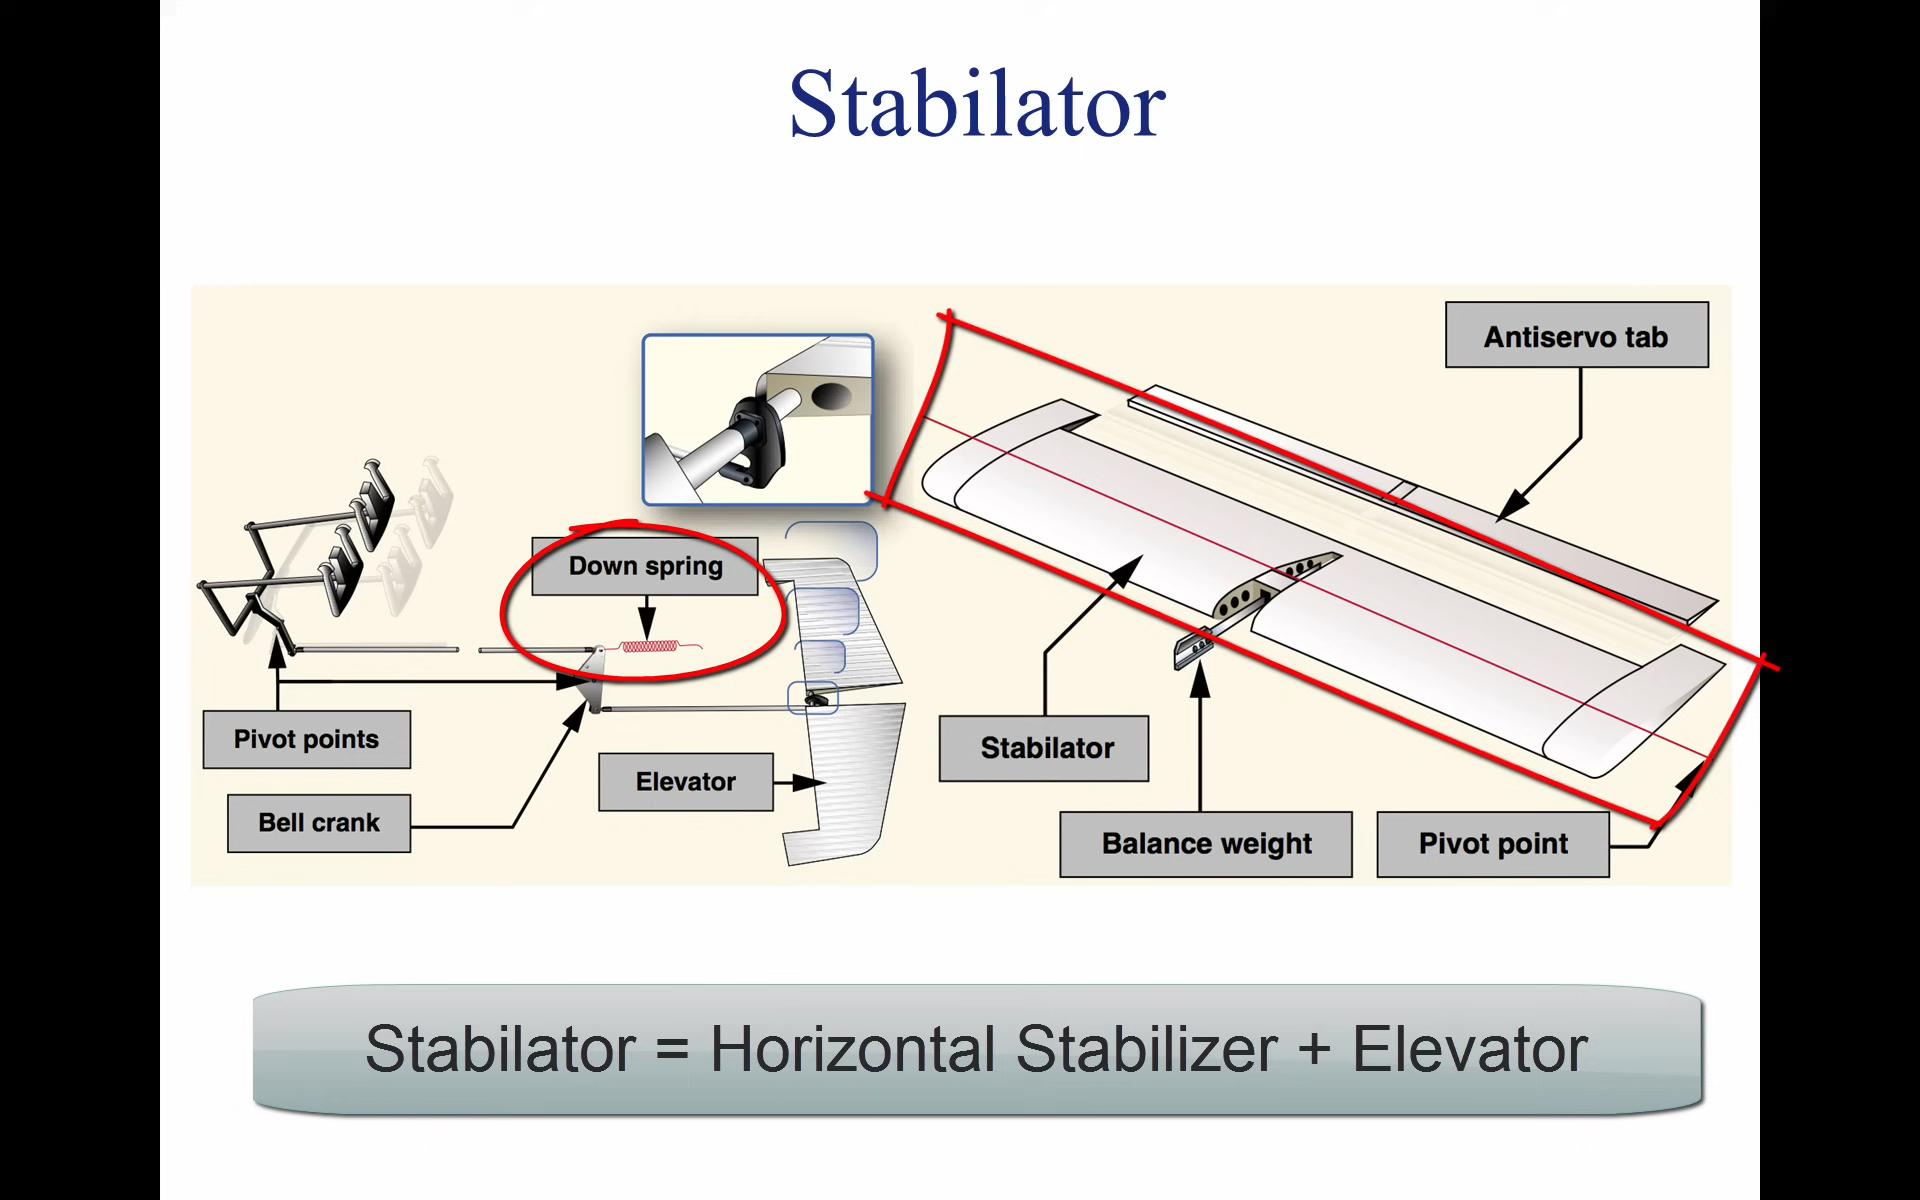 Stabilator
Antiservo tab
Down spring
Pivot points
Bell crank
Elevator
Stabilator
Balance weight
Pivot point
Stabilator = Horizontal Stabilizer + Elevator